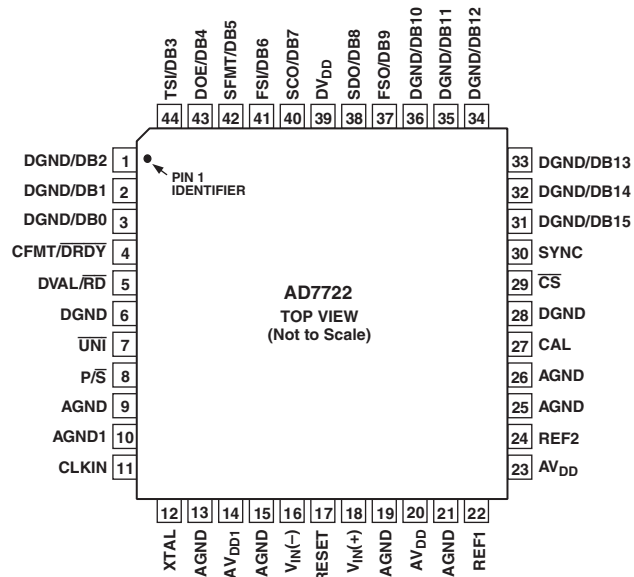 TSI/DB3
DOE/DB4
SFMT/DB5
FSI/DB6
SCO/DB7
DVDD
SDO/DB8
FSO/DB9
DGND/DB10
DGND/DB11
DGND/DB12
44 43 42 41 40 39 38 37 36 35 34
DGND/DB2 1
DGND/DB1 2
DGND/DB0 3
CFMT/D̅R̅D̅Y̅ 4
DVAL/R̅D̅ 5
DGND 6
U̅N̅I̅ 7
P/S̅ 8
AGND 9
AGND1 10
CLKIN 11
PIN 1
IDENTIFIER
AD7722
TOP VIEW
(Not to Scale)
33 DGND/DB13
32 DGND/DB14
31 DGND/DB15
30 SYNC
29 C̅S̅
28 DGND
27 CAL
26 AGND
25 AGND
24 REF2
23 AVDD
12 13 14 15 16 17 18 19 20 21 22
XTAL
AGND
AVDD1
AGND
VIN(–)
RESET
VIN(+)
AGND
AVDD
AGND
REF1